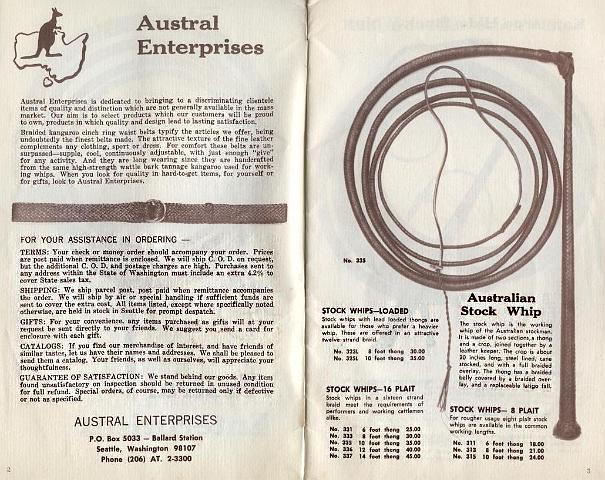 Austral
Enterprises
Austral Enterprises is dedicated to bringing to a discriminating clientele
items of quality and distinction which are not generally available in the mass
market. Our aim is to select products which our customers will be proud
to own, products in which quality and design lead to lasting satisfaction.
Braided kangaroo cinch ring waist belts typify the articles we offer, being
undoubtedly the finest belts made. The attractive texture of the fine leather
complements any clothing, sport or dress. For comfort these belts are un-
surpassed—supple, cool, continuously adjustable, with just enough "give"
for any activity. And they are long wearing since they are handcrafted
from the same high-strength wattle bark tannage kangaroo used for work-
ing whips. When you look for quality in hard-to-get items, for yourself or
for gifts, look to Austral Enterprises.
FOR YOUR ASSISTANCE IN ORDERING —
TERMS: Your check or money order should accompany your order. Prices
are post paid when remittance is enclosed. We will ship C. O. D. on request,
but the additional C. O. D. and postage charges are high. Purchases sent to
any address within the State of Washington must include an extra 4.2% to
cover State sales tax.
SHIPPING: We ship parcel post, post paid when remittance accompanies
the order. We will ship by air or special handling if sufficient funds are
sent to cover the extra cost. All items listed, except where specifically noted
otherwise, are held in stock in Seattle for prompt despatch.
GIFTS: For your convenience, any items purchased as gifts will at your
request be sent directly to your friends. We suggest you send a card for
enclosure with each gift.
CATALOGS: If you find our merchandise of interest, and have friends of
similar tastes, let us have their names and addresses. We shall be pleased to
send them a catalog. Your friends, as well as ourselves, will appreciate your
thoughtfulness.
GUARANTEE OF SATISFACTION: We stand behind our goods. Any item
found unsatisfactory on inspection should be returned in unused condition
for full refund. Special orders, of course, may be returned only if defective
or not as specified.
AUSTRAL ENTERPRISES
P.O. Box 5033 — Ballard Station
Seattle, Washington 98107
Phone (206) AT. 2-3300
2
No. 335
STOCK WHIPS—LOADED
Stock whips with lead loaded thongs are
available for those who prefer a heavier
whip. These are offered in an attractive
twelve strand braid.
No. 323L 8 foot thong 30.00
No. 325L 10 foot thong 35.00
STOCK WHIPS—16 PLAIT
Stock whips in a sixteen strand
braid meet the requirements of
performers and working cattlemen
alike.
No. 331 6 foot thong 25.00
No. 333 8 foot thong 30.00
No. 335 10 foot thong 35.00
No. 336 12 foot thong 40.00
No. 337 14 foot thong 45.00
Australian
Stock Whip
The stock whip is the working
whip of the Australian stockman.
It is made of two sections, a thong
and a crop, joined together by a
leather keeper. The crop is about
20 inches long, steel lined, cane
stocked, and with a full braided
overlay. The thong has a braided
belly covered by a braided over-
lay, and a replaceable latigo fall.
STOCK WHIPS— 8 PLAIT
For rougher usage eight plait stock
whips are available in the common
working lengths.
No. 311 6 foot thong 18.00
No. 313 8 foot thong 21.00
No. 315 10 foot thong 24.00
3